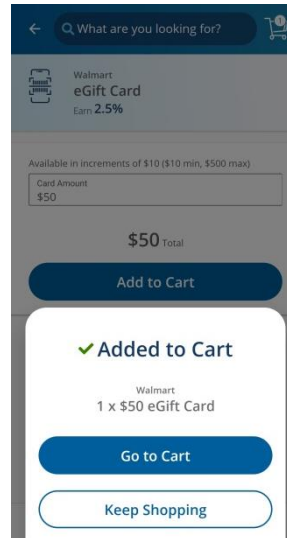 What are you looking for?
1
Walmart
eGift Card
Earn 2.5%
Available in increments of $10 ($10 min, $500 max)
Card Amount
$50
$50 Total
Add to Cart
Added to Cart
Walmart
1 x $50 eGift Card
Go to Cart
Keep Shopping